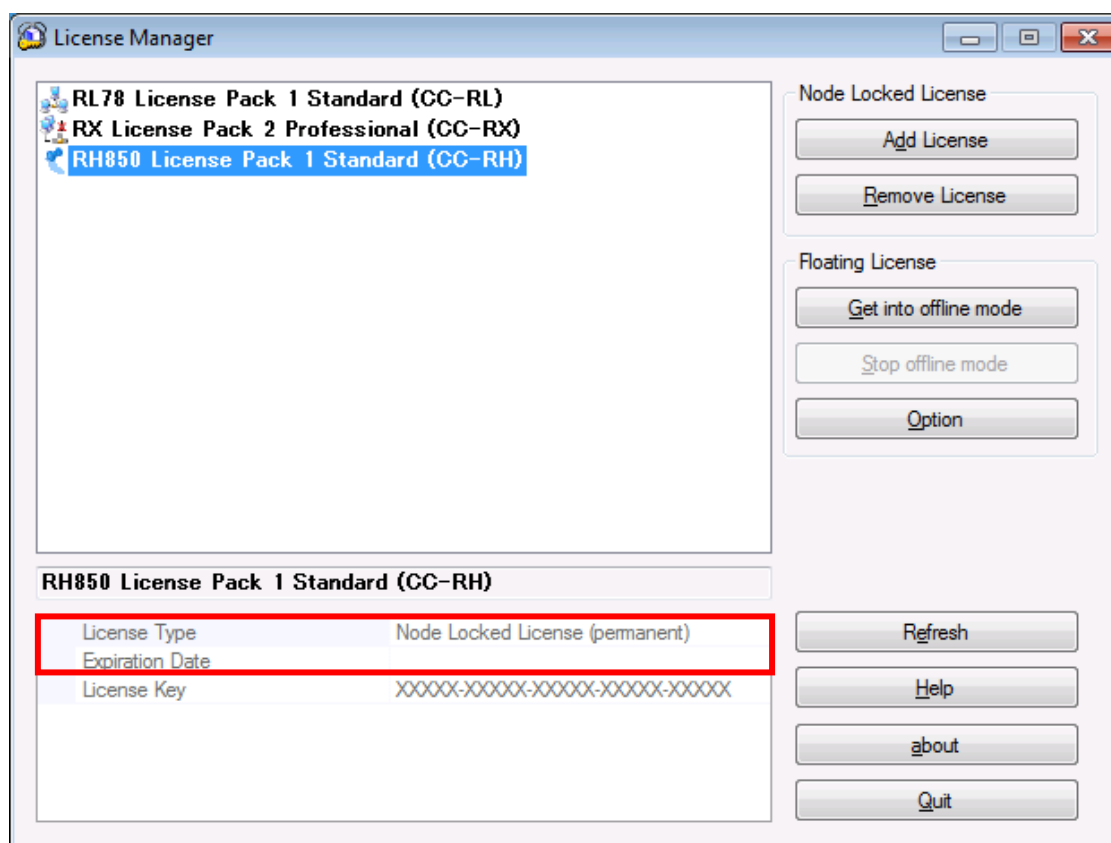 License Manager
RL78 License Pack 1 Standard (CC-RL)
RX License Pack 2 Professional (CC-RX)
RH850 License Pack 1 Standard (CC-RH)
Node Locked License
Add License
Remove License
Floating License
Get into offline mode
Stop offline mode
Option
RH850 License Pack 1 Standard (CC-RH)
License Type Node Locked License (permanent)
Expiration Date
License Key XXXXX-XXXXX-XXXXX-XXXXX-XXXXX
Refresh
Help
about
Quit